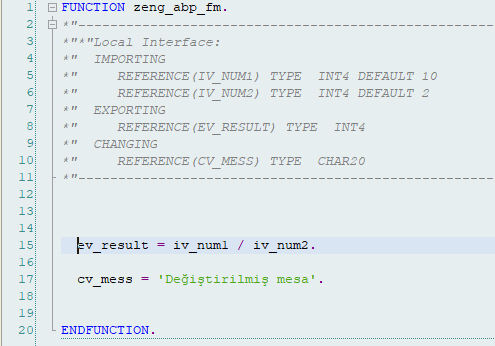 1 FUNCTION zeng_abp_fm.
2 *"----------------------------------------------------
3 *"*"Local Interface:
4 *"  IMPORTING
5 *"     REFERENCE(IV_NUM1) TYPE  INT4 DEFAULT 10
6 *"     REFERENCE(IV_NUM2) TYPE  INT4 DEFAULT 2
7 *"  EXPORTING
8 *"     REFERENCE(EV_RESULT) TYPE  INT4
9 *"  CHANGING
10 *"     REFERENCE(CV_MESS) TYPE  CHAR20
11 *"----------------------------------------------------
12
13
14
15   ev_result = iv_num1 / iv_num2.
16
17   cv_mess = 'Değiştirilmiş mesa'.
18
19
20 ENDFUNCTION.